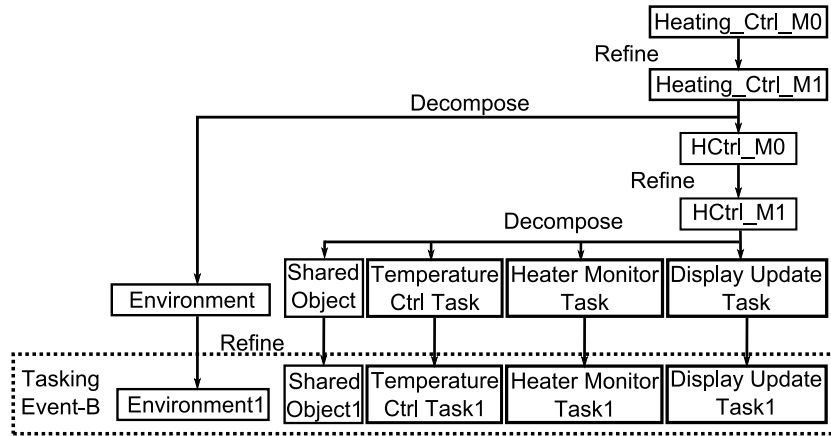 Heating_Ctrl_M0
Refine
Heating_Ctrl_M1
Decompose
HCtrl_M0
Refine
HCtrl_M1
Decompose
Environment
Shared
Object
Temperature
Ctrl Task
Heater Monitor
Task
Display Update
Task
Refine
Tasking
Event-B
Environment1
Shared
Object1
Temperature
Ctrl Task1
Heater Monitor
Task1
Display Update
Task1